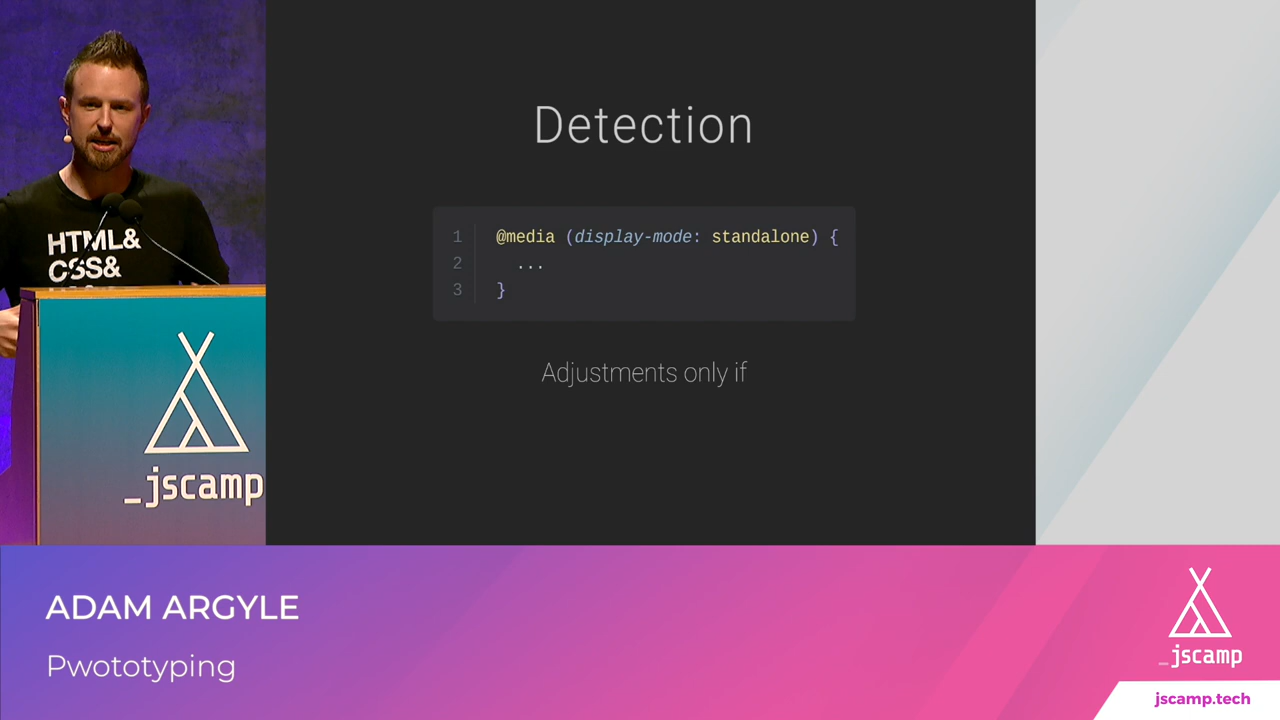 HTML&
CSS&
_jscamp
Detection
1 @media (display-mode: standalone) {
2 ...
3 }
Adjustments only if
ADAM ARGYLE
Pwototyping
_jscamp
jscamp.tech